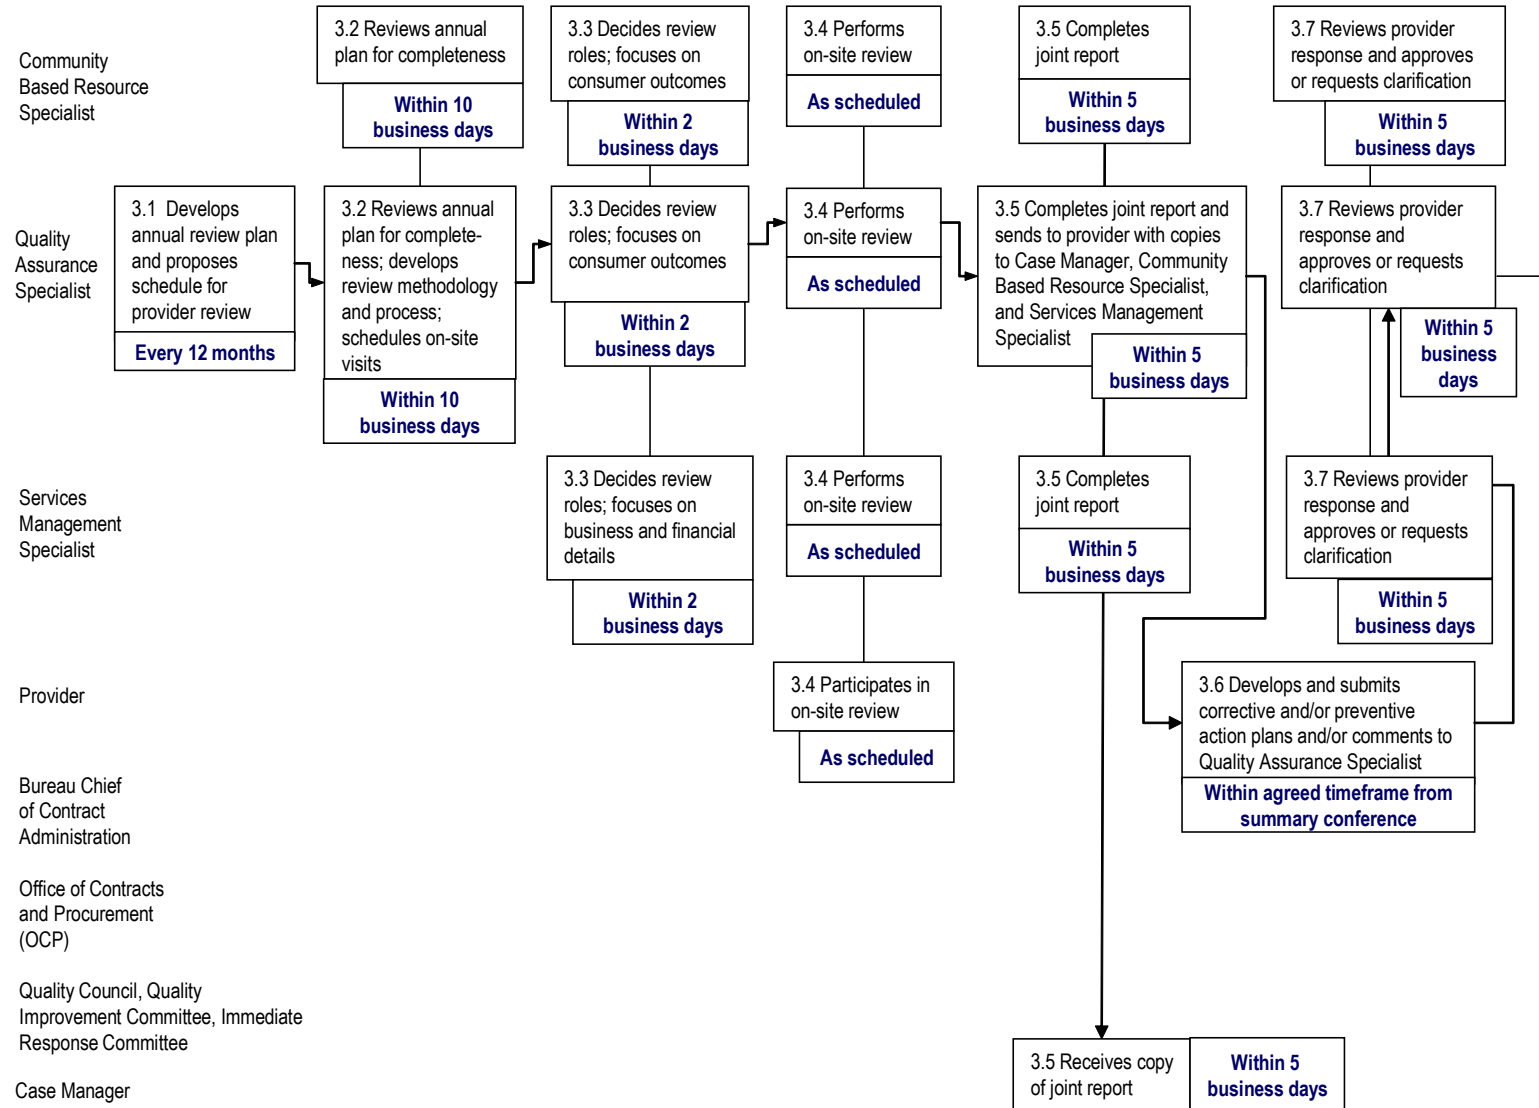 Community
Based Resource
Specialist
3.2 Reviews annual
plan for completeness
Within 10
business days
3.3 Decides review
roles; focuses on
consumer outcomes
Within 2
business days
3.4 Performs
on-site review
As scheduled
3.5 Completes
joint report
Within 5
business days
3.7 Reviews provider
response and approves
or requests clarification
Within 5
business days
Quality
Assurance
Specialist
3.1 Develops
annual review plan
and proposes
schedule for
provider review
Every 12 months
3.2 Reviews annual
plan for complete-
ness; develops
review methodology
and process;
schedules on-site
visits
Within 10
business days
3.3 Decides review
roles; focuses on
consumer outcomes
Within 2
business days
3.4 Performs
on-site review
As scheduled
3.5 Completes joint report and
sends to provider with copies
to Case Manager, Community
Based Resource Specialist,
and Services Management
Specialist
Within 5
business days
3.7 Reviews provider
response and
approves or requests
clarification
Within 5
business
days
Services
Management
Specialist
3.3 Decides review
roles; focuses on
business and financial
details
Within 2
business days
3.4 Performs
on-site review
As scheduled
3.5 Completes
joint report
Within 5
business days
3.7 Reviews provider
response and
approves or requests
clarification
Within 5
business days
Provider
3.4 Participates in
on-site review
As scheduled
3.6 Develops and submits
corrective and/or preventive
action plans and/or comments to
Quality Assurance Specialist
Within agreed timeframe from
summary conference
Bureau Chief
of Contract
Administration
Office of Contracts
and Procurement
(OCP)
Quality Council, Quality
Improvement Committee, Immediate
Response Committee
Case Manager
3.5 Receives copy
of joint report
Within 5
business days